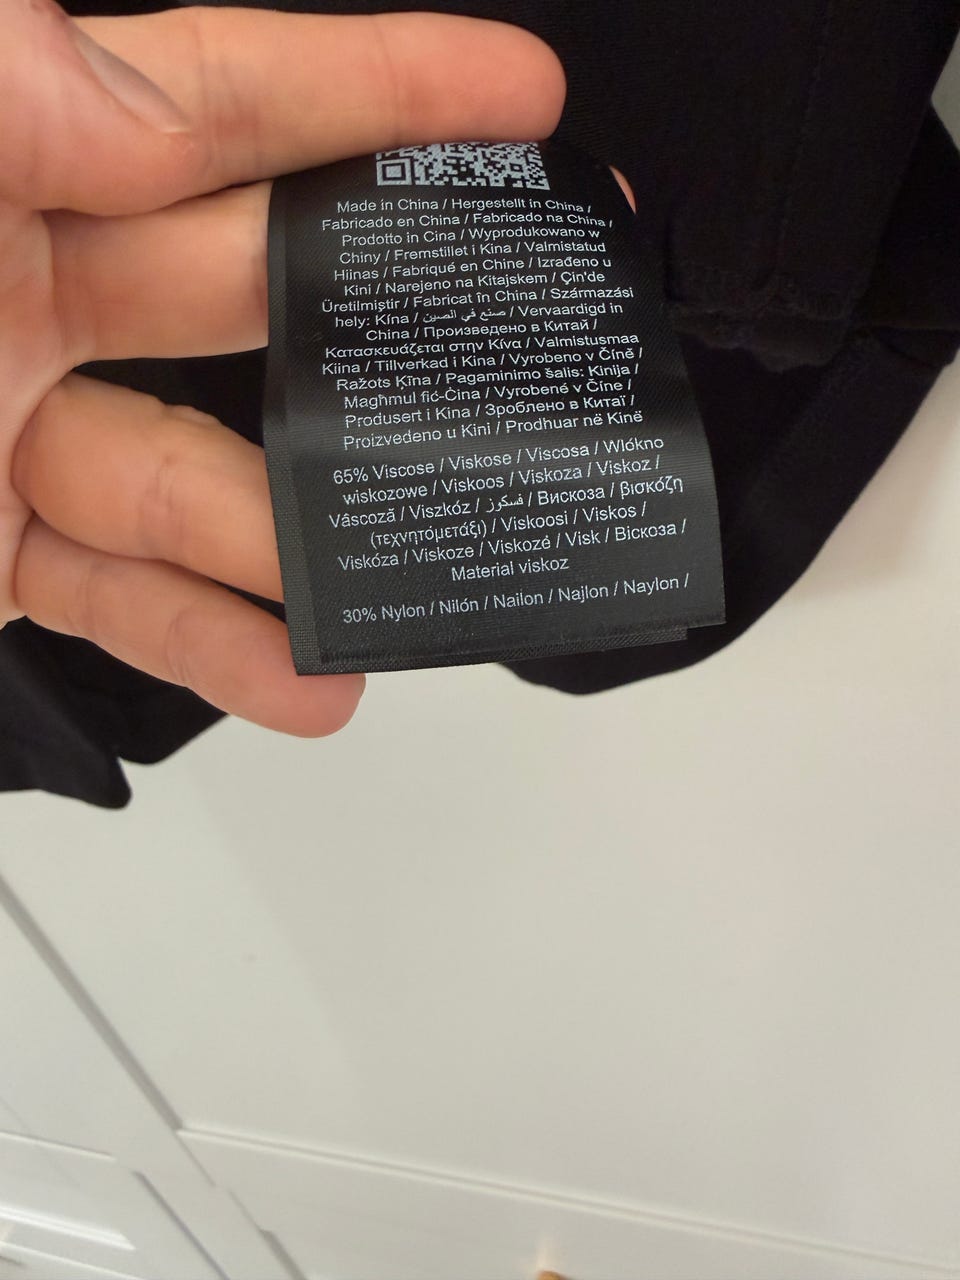 Made in China / Hergestellt in China /
Fabricado en China / Fabricado na China /
Prodotto in Cina / Wyprodukowano w
Chiny / Fremstillet i Kina / Valmistatud
Hiinas / Fabriqué en Chine / Izrađeno u
Kini / Narejeno na Kitajskem / Çin'de
Üretilmiştir / Fabricat în China / Származási
hely: Kína / صنع في الصين / Vervaardigd in
China / Произведено в Китай /
Κατασκευάζεται στην Κίνα / Valmistusmaa
Kiina / Tillverkad i Kina / Vyrobeno v Číně /
Ražots Ķīna / Pagaminimo šalis: Kinija /
Magħmul fiċ-Ċina / Vyrobené v Číne /
Produsert i Kina / Зроблено в Китаї /
Proizvedeno u Kini / Prodhuar në Kinë
65% Viscose / Viskose / Viscosa / Wlókno
wiskozowe / Viskoos / Viskoza / Viskoz /
Vâscoză / Viszkóz / فسكوز / Вискоза / βισκόζη
(τεχνητόμετάξι) / Viskoosi / Viskos /
Viskóza / Viskoze / Viskozė / Visk / Віскоза /
Material viskoz
30% Nylon / Nilón / Nailon / Najlon / Naylon /